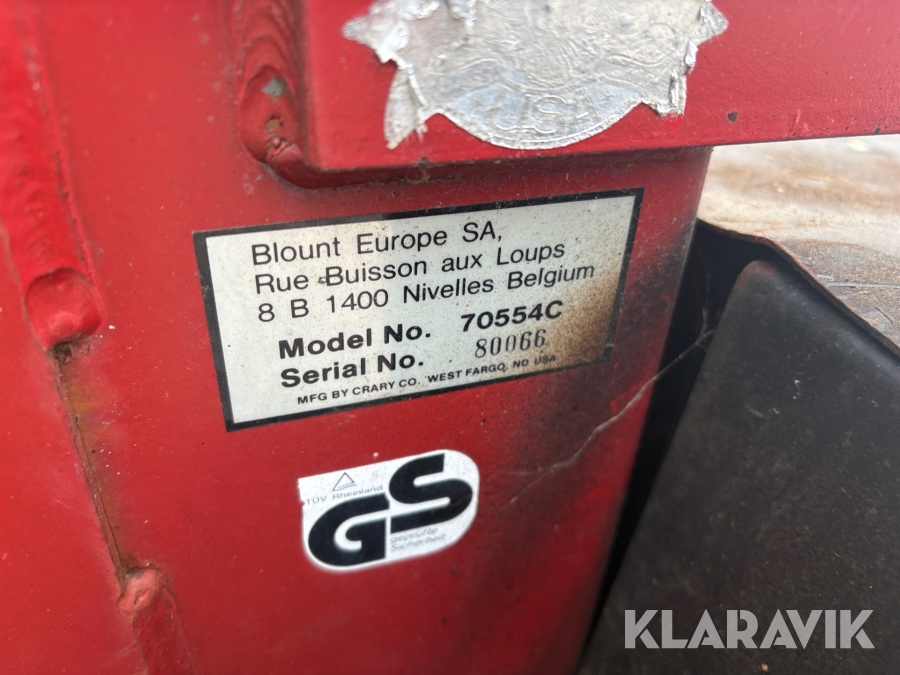 USA
Blount Europe SA,
Rue Buisson aux Loups
8 B 1400 Nivelles Belgium
Model No. 70554C
Serial No. 80066
MFG BY CRARY CO. WEST FARGO, ND USA
TÜV Rheinland
GS
geprüfte
Sicherheit
KLARAVIK